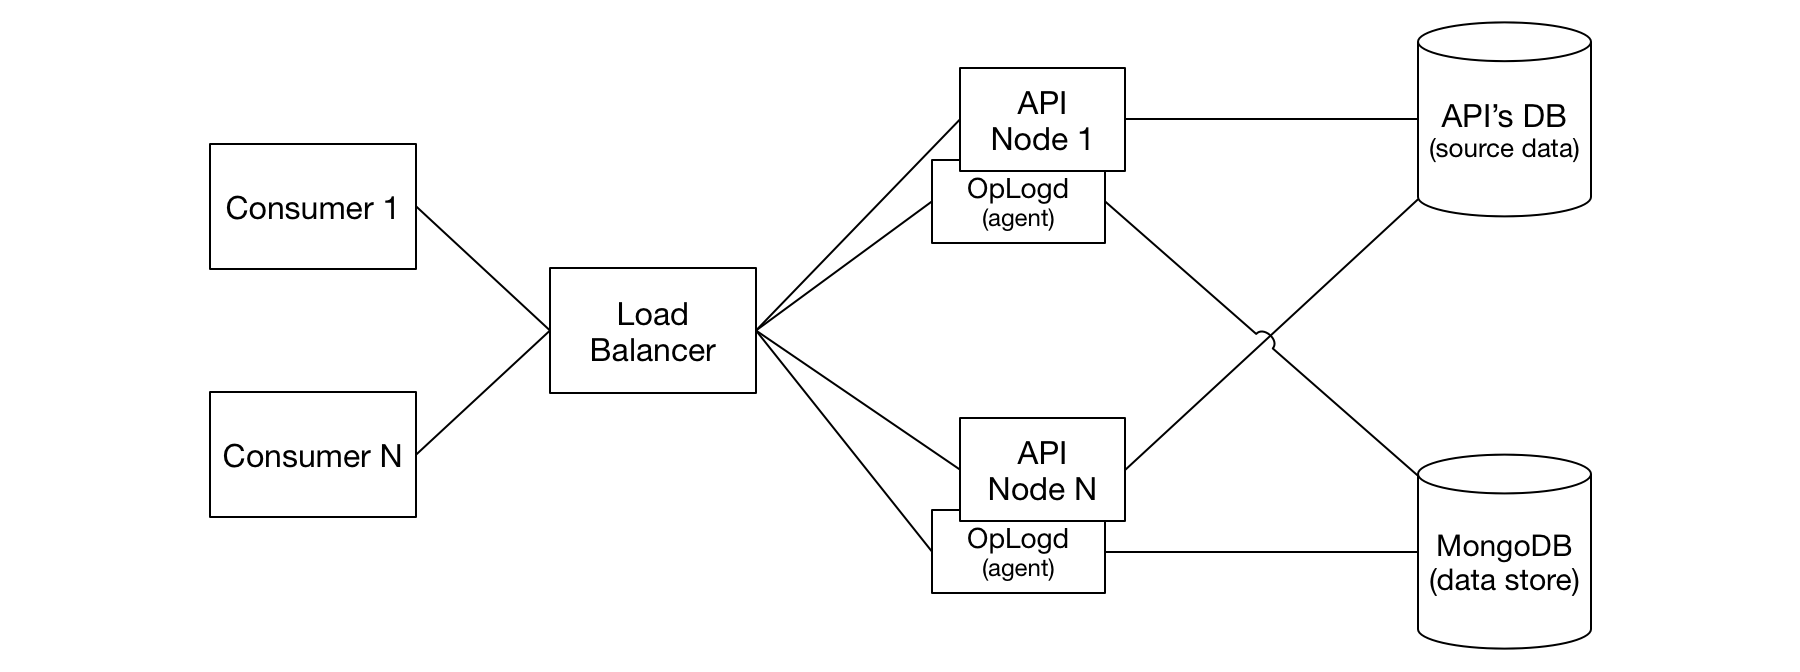 Consumer 1
Consumer N
Load
Balancer
API
Node 1
OpLogd
(agent)
API
Node N
OpLogd
(agent)
API’s DB
(source data)
MongoDB
(data store)